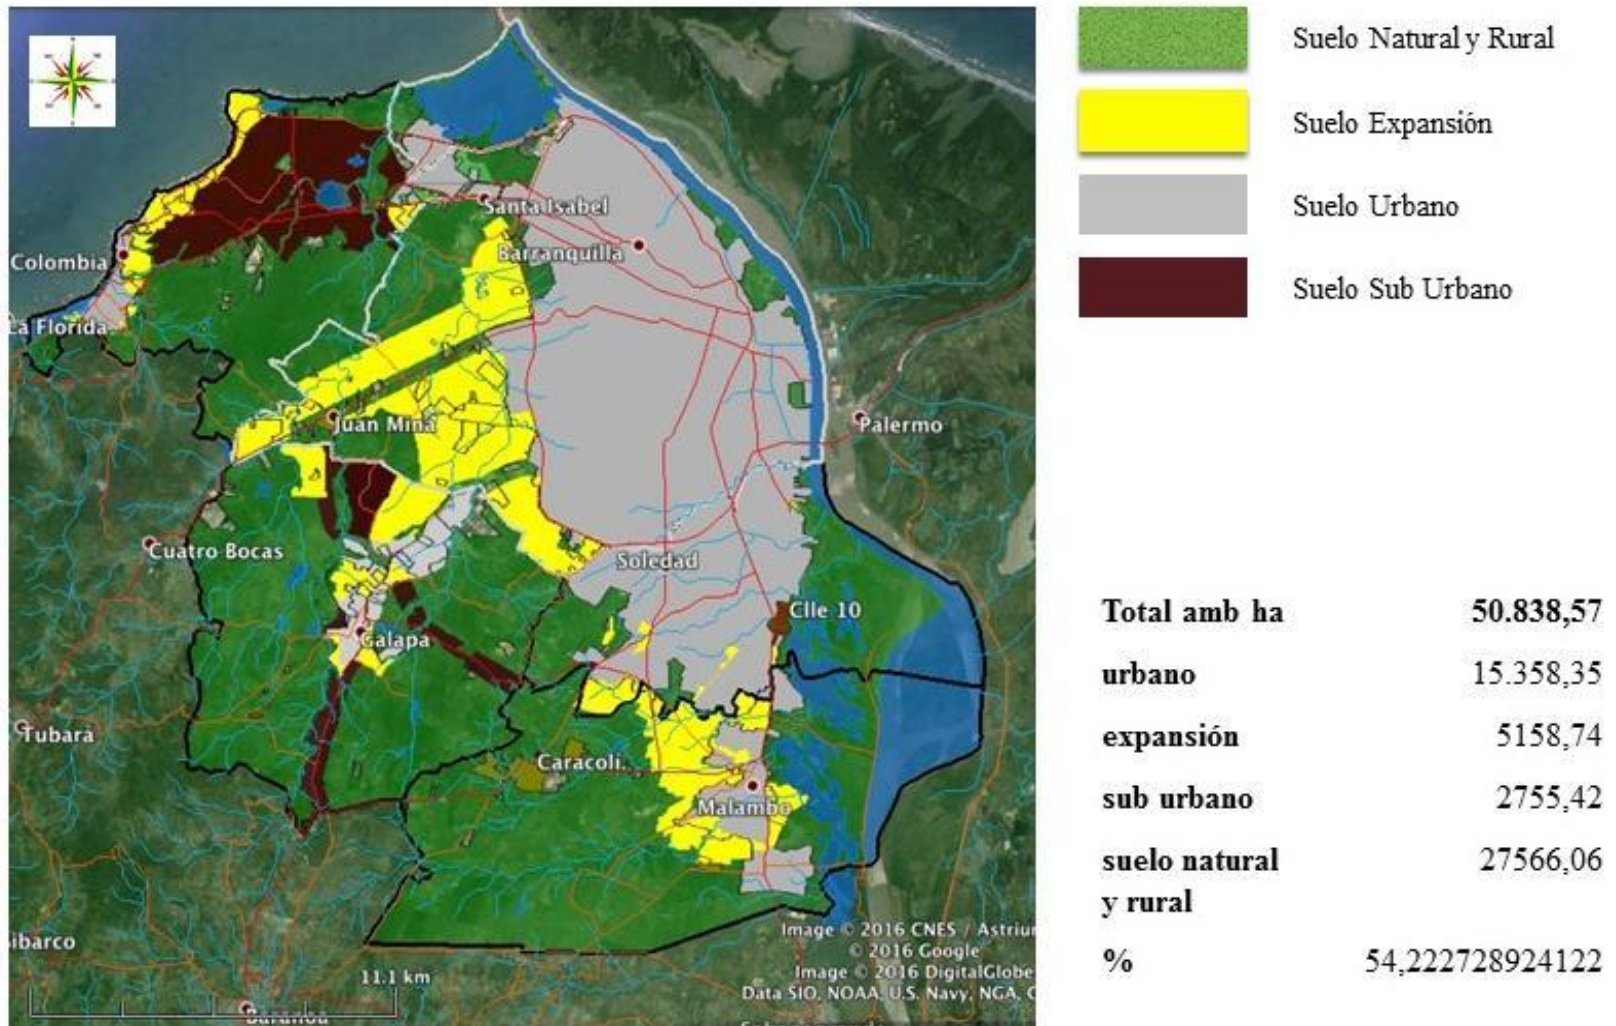 Santa Isabel
Barranquilla
Colombia
La Florida
Juan Mina
Palermo
Cuatro Bocas
Soledad
Clle 10
Galapa
Tubará
Caracolí.
Malambo
ibarco
Baranoa
11.1 km
Image © 2016 CNES / Astrium
© 2016 Google
Image © 2016 DigitalGlobe
Data SIO, NOAA, U.S. Navy, NGA,
Suelo Natural y Rural
Suelo Expansión
Suelo Urbano
Suelo Sub Urbano
Total amb ha 50.838,57
urbano 15.358,35
expansión 5158,74
sub urbano 2755,42
suelo natural 27566,06
y rural
% 54,222728924122